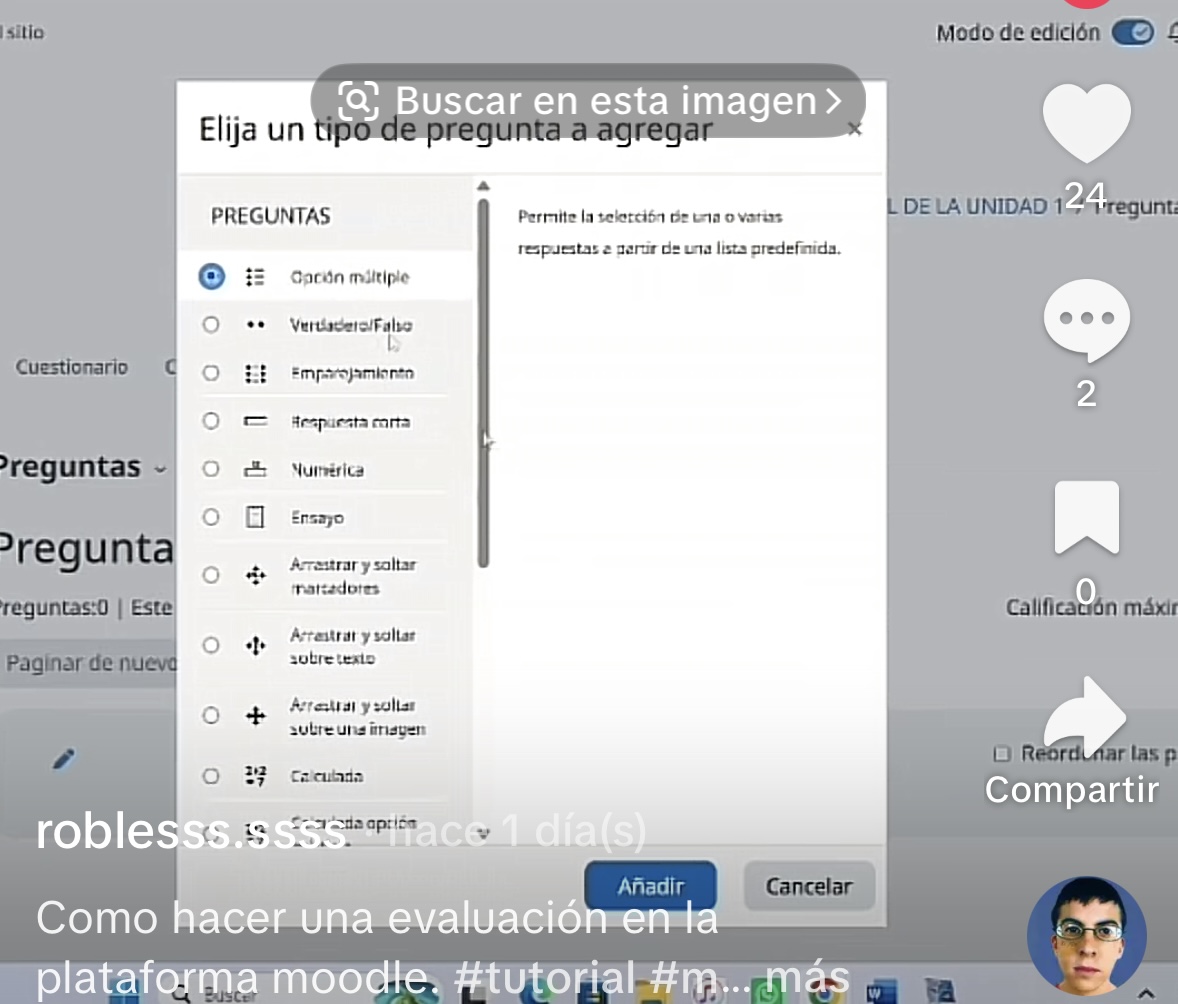 sitio
Modo de edición
Buscar en esta imagen
Elija un tipo de pregunta a agregar
PREGUNTAS
Permite la selección de una o varias
respuestas a partir de una lista predefinida.
L DE LA UNIDAD 1
Pregunta
24
Opción múltiple
Verdadero/Falso
Cuestionario
C
Emparejamiento
2
Respuesta corta
Preguntas
Numérica
Ensayo
Pregunta
Arrastrar y soltar
marcadores
Preguntas:0 | Este
0
Calificación máxi
Arrastrar y soltar
sobre texto
Paginar de nuevo
Arrastrar y soltar
sobre una imagen
Reordenar las p
Calculada
Compartir
Calculada opción
roblesss.ssss · hace 1 día(s)
Añadir
Cancelar
Como hacer una evaluación en la
plataforma moodle. #tutorial #m... más
Buscar